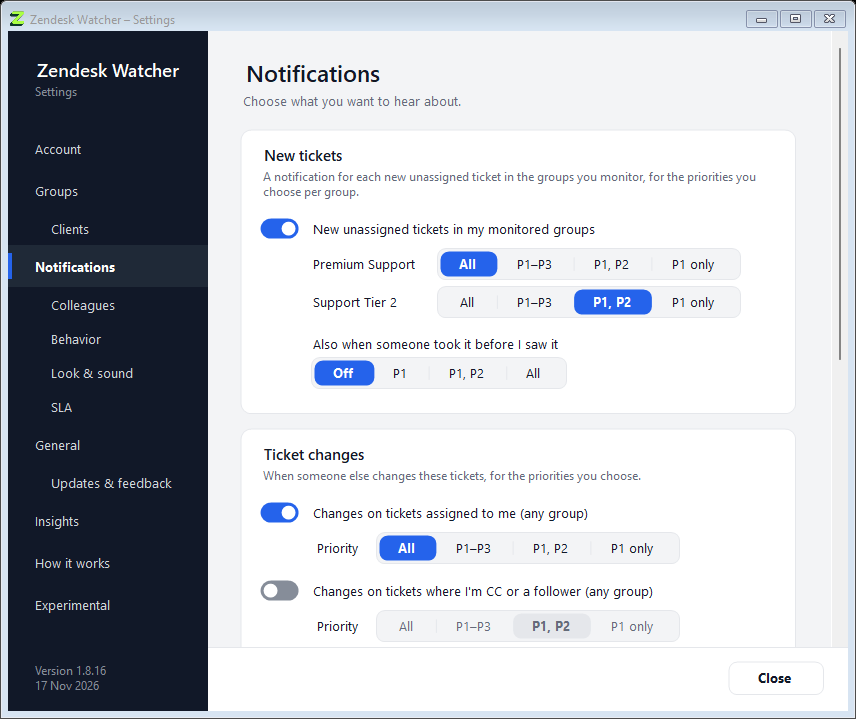 Zendesk Watcher – Settings
Zendesk Watcher
Settings
Account
Groups
Clients
Notifications
Colleagues
Behavior
Look & sound
SLA
General
Updates & feedback
Insights
How it works
Experimental
Version 1.8.16
17 Nov 2026
Notifications
Choose what you want to hear about.
New tickets
A notification for each new unassigned ticket in the groups you monitor, for the priorities you
choose per group.
New unassigned tickets in my monitored groups
Premium Support All P1–P3 P1, P2 P1 only
Support Tier 2 All P1–P3 P1, P2 P1 only
Also when someone took it before I saw it
Off P1 P1, P2 All
Ticket changes
When someone else changes these tickets, for the priorities you choose.
Changes on tickets assigned to me (any group)
Priority All P1–P3 P1, P2 P1 only
Changes on tickets where I'm CC or a follower (any group)
Priority All P1–P3 P1, P2 P1 only
Close